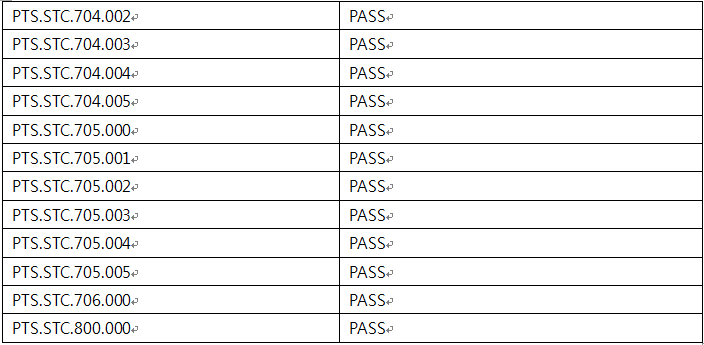 PTS.STC.704.002 PASS
PTS.STC.704.003 PASS
PTS.STC.704.004 PASS
PTS.STC.704.005 PASS
PTS.STC.705.000 PASS
PTS.STC.705.001 PASS
PTS.STC.705.002 PASS
PTS.STC.705.003 PASS
PTS.STC.705.004 PASS
PTS.STC.705.005 PASS
PTS.STC.706.000 PASS
PTS.STC.800.000 PASS